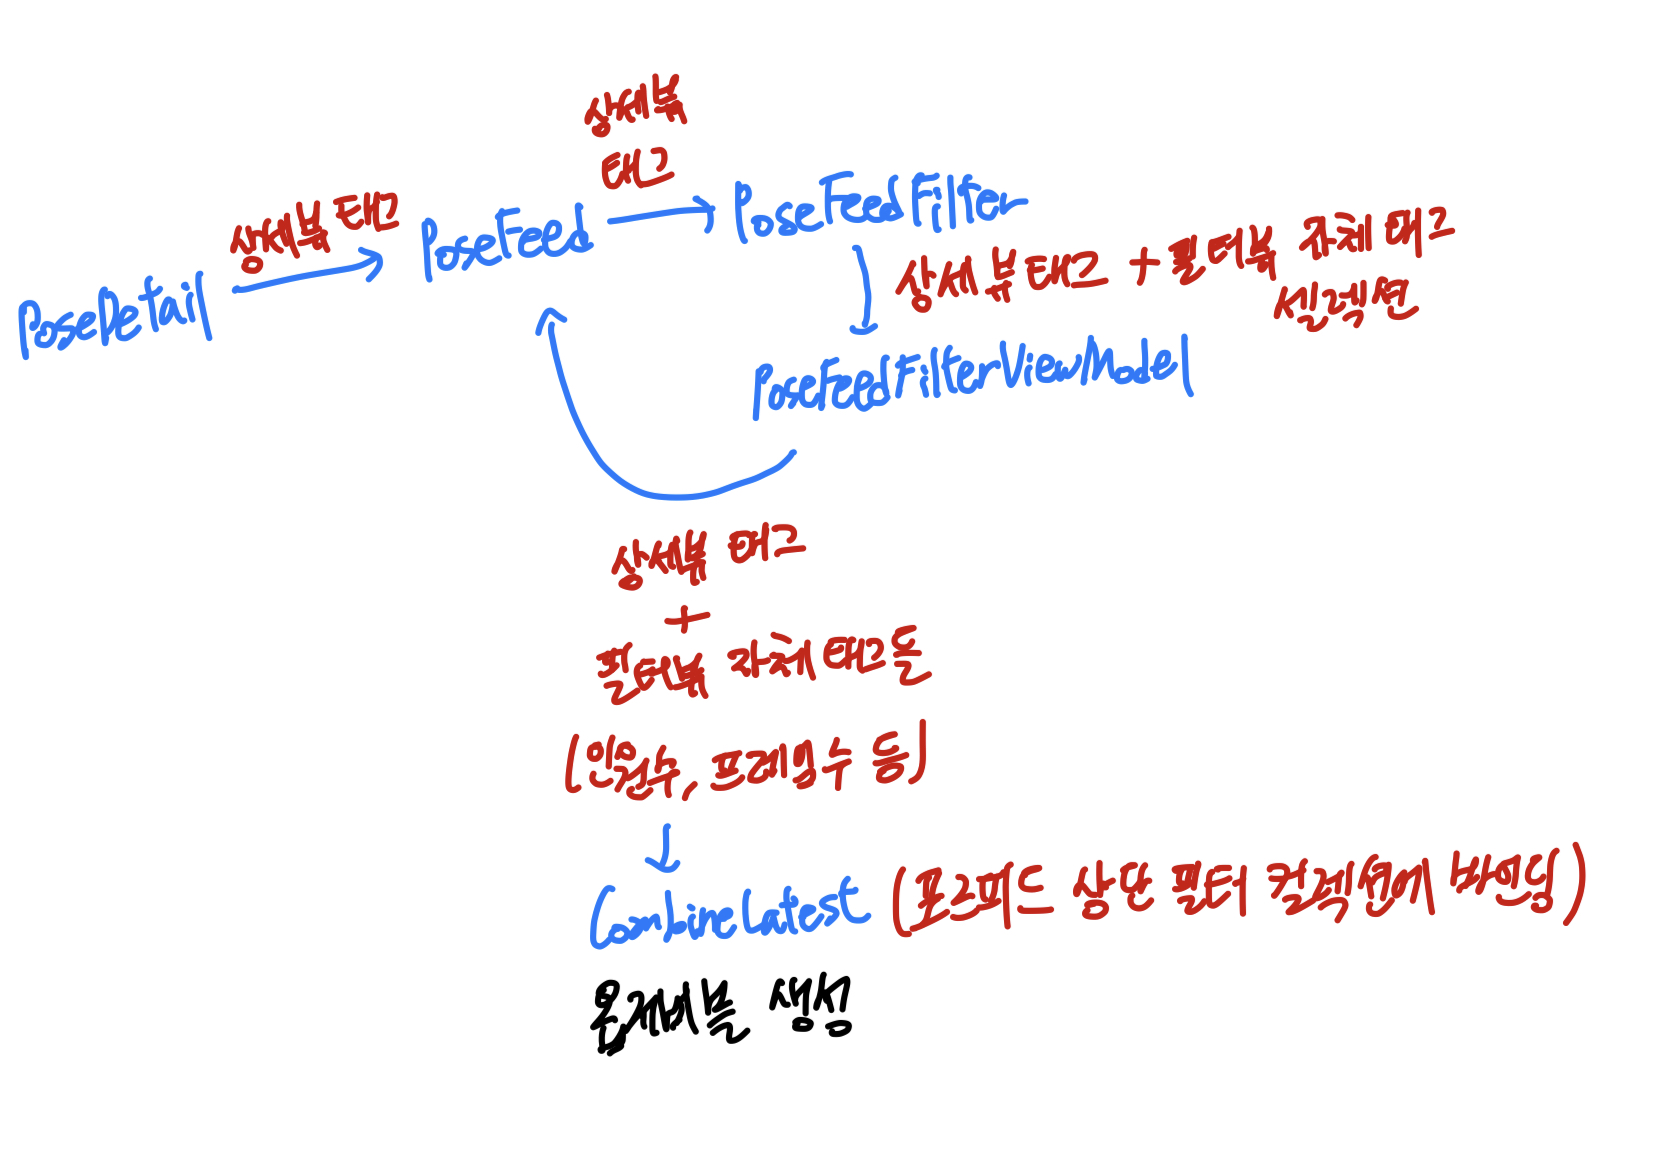 상세뷰
태그
상세뷰 태그
PoseDetail
PoseFeed
PoseFeedFilter
상세뷰태그 + 필터뷰 자체 태그
셀렉션
PoseFeedFilterViewModel
상세뷰 태그
+
필터뷰 자체 태그들
(인원수, 프레임수 등)
CombineLatest (포즈피드 상단 필터 컬렉션에 바인딩)
옵저버블 생성